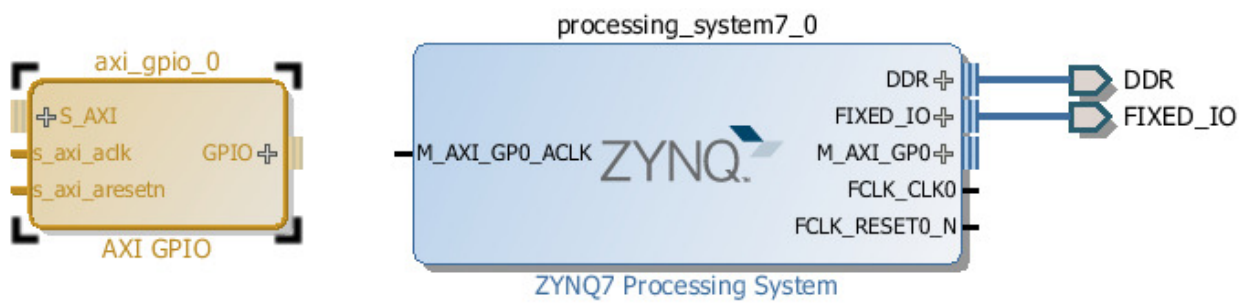 axi_gpio_0
S_AXI
s_axi_aclk
s_axi_aresetn
GPIO
AXI GPIO
processing_system7_0
M_AXI_GP0_ACLK
ZYNQ
DDR
FIXED_IO
M_AXI_GP0
FCLK_CLK0
FCLK_RESET0_N
ZYNQ7 Processing System
DDR
FIXED_IO